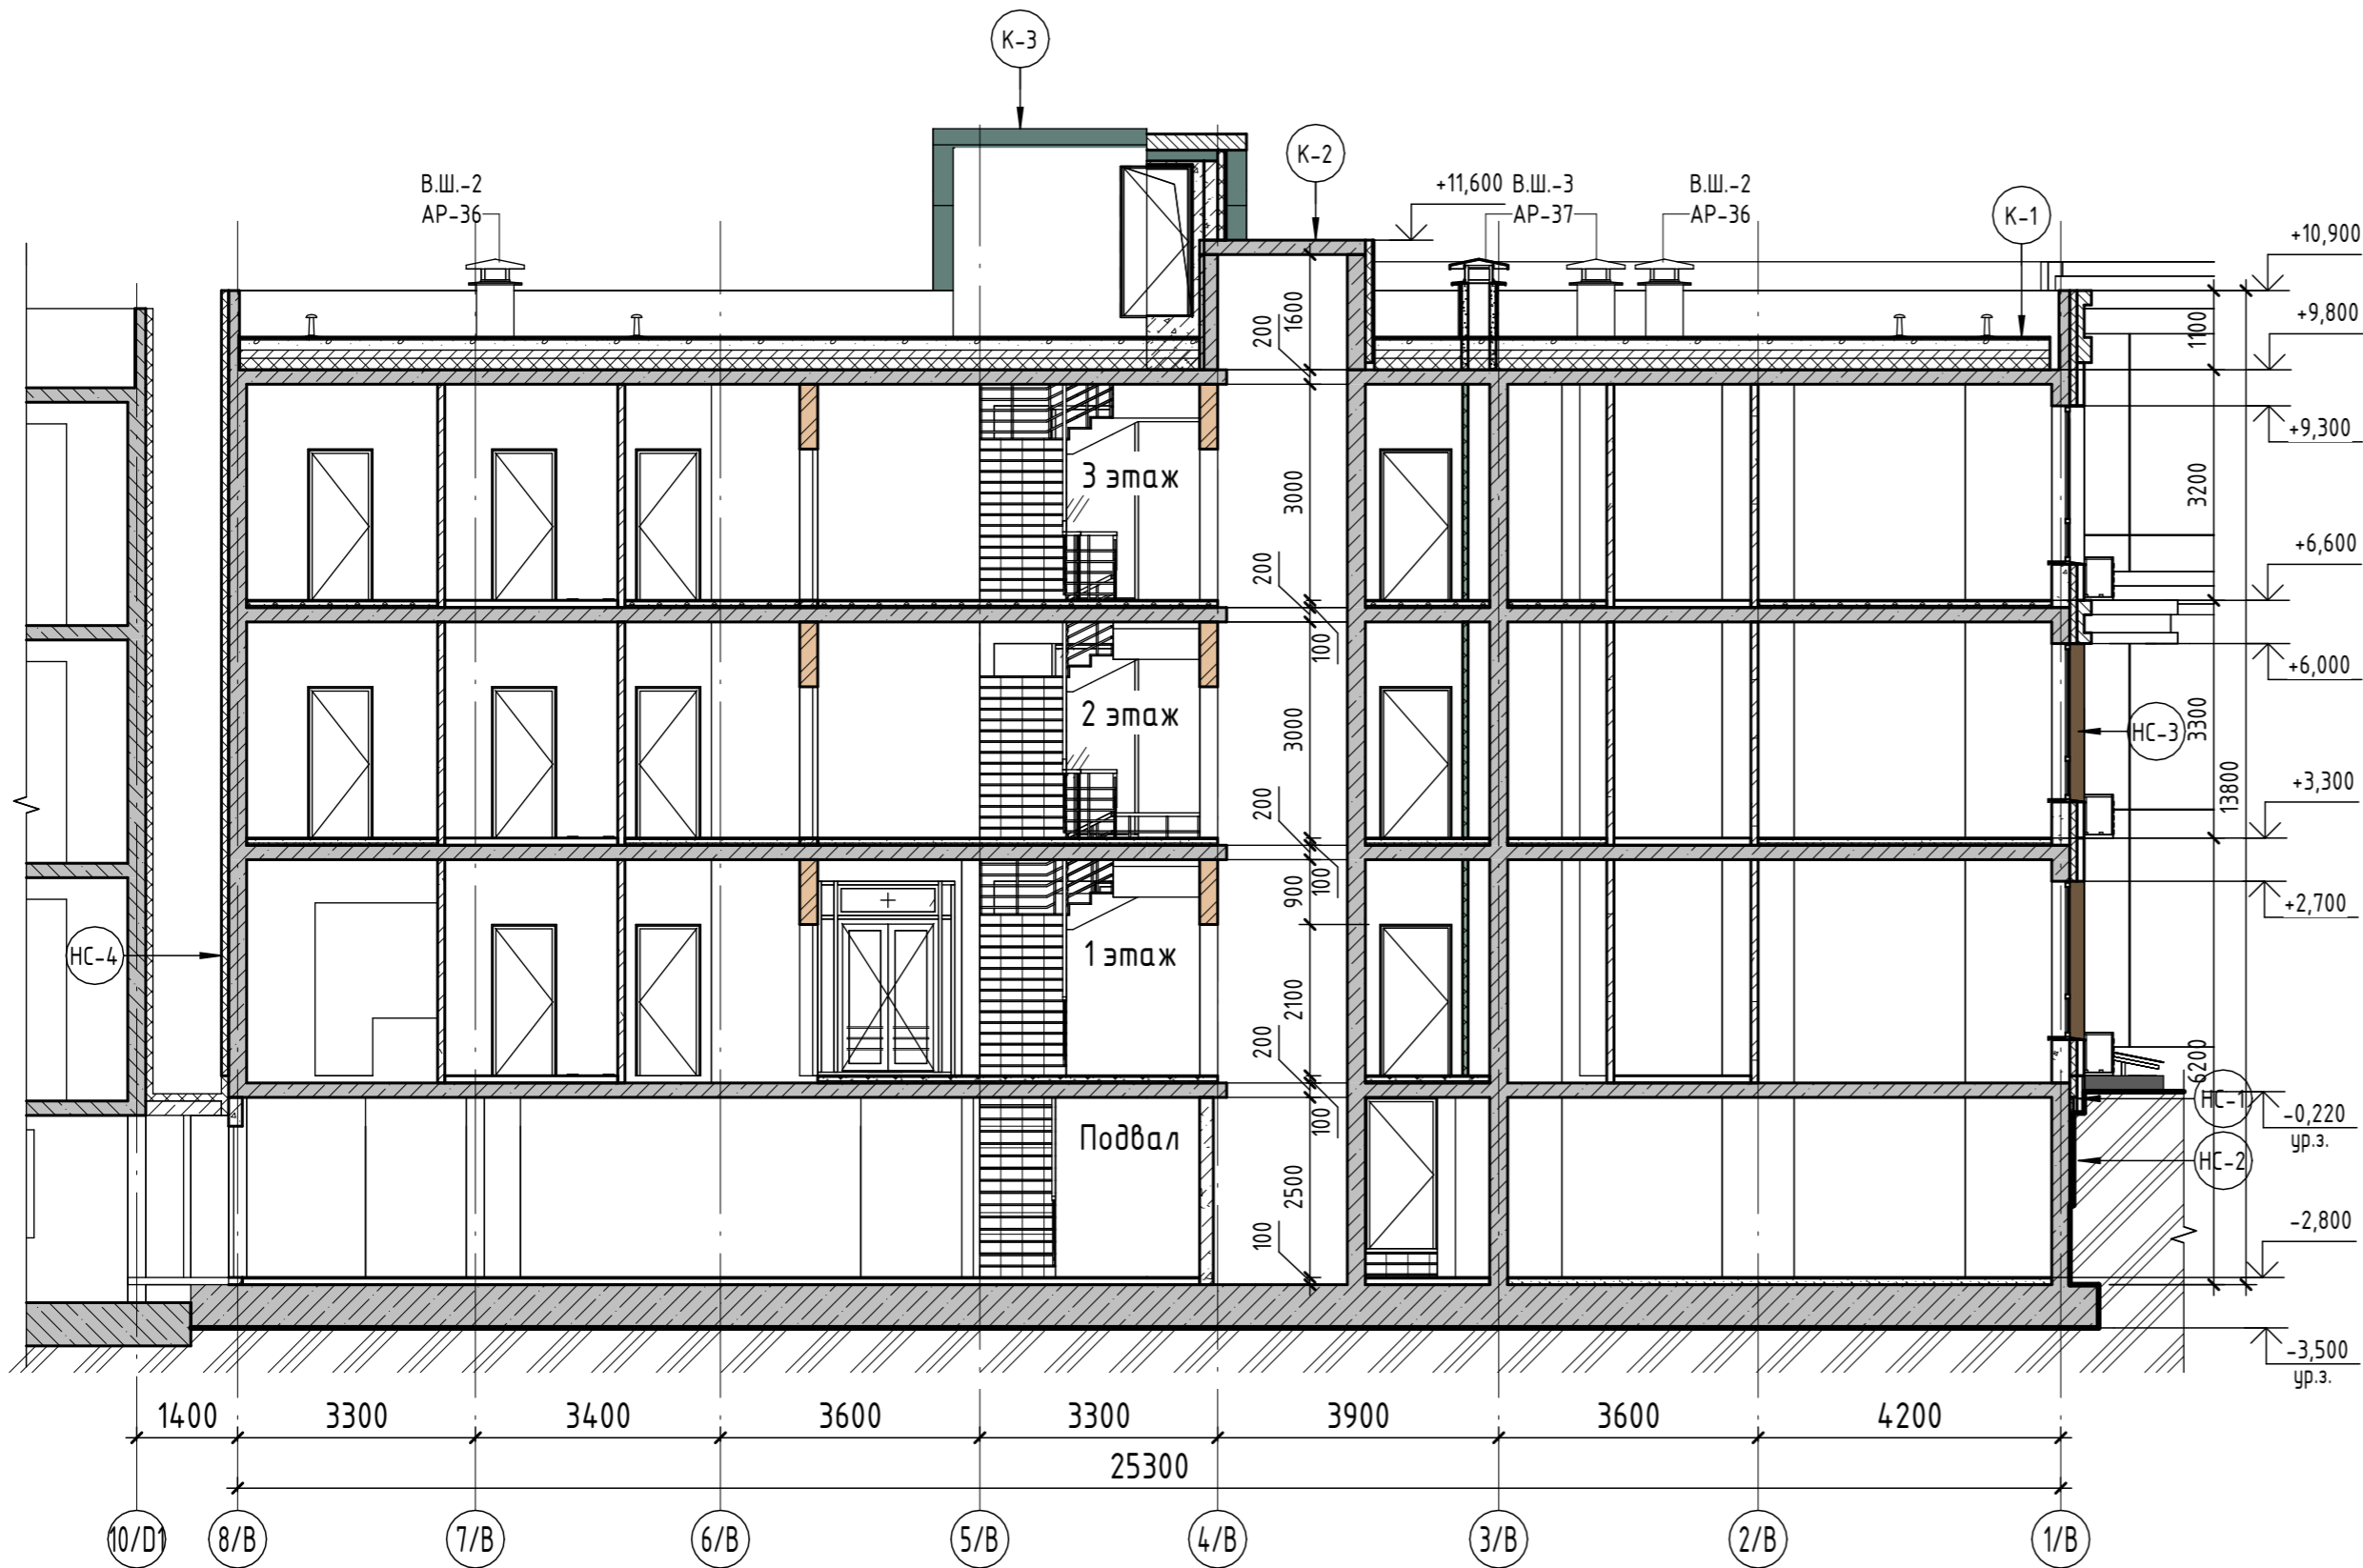 К-3
К-2
В.Ш.-2
АР-36
+11,600
В.Ш.-3
АР-37
В.Ш.-2
АР-36
К-1
+10,900
+9,800
+9,300
+6,600
+6,000
+3,300
+2,700
-0,220
ур.з.
-2,800
-3,500
ур.з.
1100
3200
3300
13800
6200
НС-3
НС-1
НС-2
НС-4
200
1600
3000
200
100
3000
200
100
900
2100
200
100
2500
100
3 этаж
2 этаж
1 этаж
Подвал
1400
3300
3400
3600
3300
3900
3600
4200
25300
10/D1
8/В
7/В
6/В
5/В
4/В
3/В
2/В
1/В